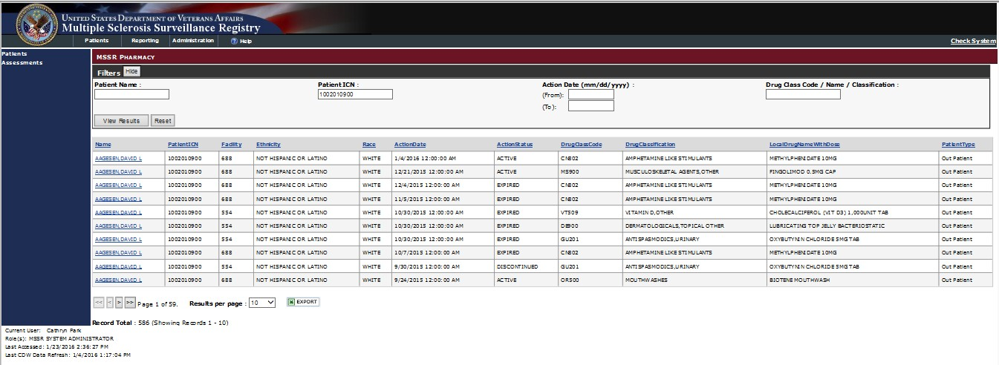 UNITED STATES DEPARTMENT OF VETERANS AFFAIRS
Multiple Sclerosis Surveillance Registry
Patients Reporting Administration ? Help Check System
Patients
Assessments
MSSR PHARMACY
Filters Hide
Patient Name : Patient ICN : Action Date (mm/dd/yyyy) : Drug Class Code / Name / Classification :
1002010900 (From):
(To):
View Results Reset
Name PatientICN Facility Ethnicity Race ActionDate ActionStatus DrugClassCode DrugClassification LocalDrugNameWithDose PatientType
AAGESEN,DAVID L 1002010900 688 NOT HISPANIC OR LATINO WHITE 1/4/2016 12:00:00 AM ACTIVE CN802 AMPHETAMINE LIKE STIMULANTS METHYLPHENIDATE 10MG Out Patient
AAGESEN,DAVID L 1002010900 688 NOT HISPANIC OR LATINO WHITE 12/21/2015 12:00:00 AM ACTIVE MS900 MUSCULOSKELETAL AGENTS,OTHER FINGOLIMOD 0.5MG CAP Out Patient
AAGESEN,DAVID L 1002010900 688 NOT HISPANIC OR LATINO WHITE 12/4/2015 12:00:00 AM EXPIRED CN802 AMPHETAMINE LIKE STIMULANTS METHYLPHENIDATE 10MG Out Patient
AAGESEN,DAVID L 1002010900 688 NOT HISPANIC OR LATINO WHITE 11/5/2015 12:00:00 AM EXPIRED CN802 AMPHETAMINE LIKE STIMULANTS METHYLPHENIDATE 10MG Out Patient
AAGESEN,DAVID L 1002010900 554 NOT HISPANIC OR LATINO WHITE 10/30/2015 12:00:00 AM EXPIRED VT509 VITAMIN D,OTHER CHOLECALCIFEROL (VIT D3) 1,000UNIT TAB Out Patient
AAGESEN,DAVID L 1002010900 554 NOT HISPANIC OR LATINO WHITE 10/30/2015 12:00:00 AM EXPIRED DE900 DERMATOLOGICALS,TOPICAL OTHER LUBRICATING TOP JELLY BACTERIOSTATIC Out Patient
AAGESEN,DAVID L 1002010900 554 NOT HISPANIC OR LATINO WHITE 10/30/2015 12:00:00 AM EXPIRED GU201 ANTISPASMODICS,URINARY OXYBUTYNIN CHLORIDE 5MG TAB Out Patient
AAGESEN,DAVID L 1002010900 688 NOT HISPANIC OR LATINO WHITE 10/7/2015 12:00:00 AM EXPIRED CN802 AMPHETAMINE LIKE STIMULANTS METHYLPHENIDATE 10MG Out Patient
AAGESEN,DAVID L 1002010900 554 NOT HISPANIC OR LATINO WHITE 9/30/2015 12:00:00 AM DISCONTINUED GU201 ANTISPASMODICS,URINARY OXYBUTYNIN CHLORIDE 5MG TAB Out Patient
AAGESEN,DAVID L 1002010900 688 NOT HISPANIC OR LATINO WHITE 9/24/2015 12:00:00 AM ACTIVE OR500 MOUTHWASHES BIOTENE MOUTHWASH Out Patient
<< < > >> Page 1 of 59. Results per page : 10 EXPORT
Record Total : 586 (Showing Records 1 - 10)
Current User: Cathryn Park
Role(s): MSSR SYSTEM ADMINISTRATOR
Last Accessed: 1/23/2016 2:36:27 PM
Last CDW Data Refresh: 1/4/2016 1:17:04 PM